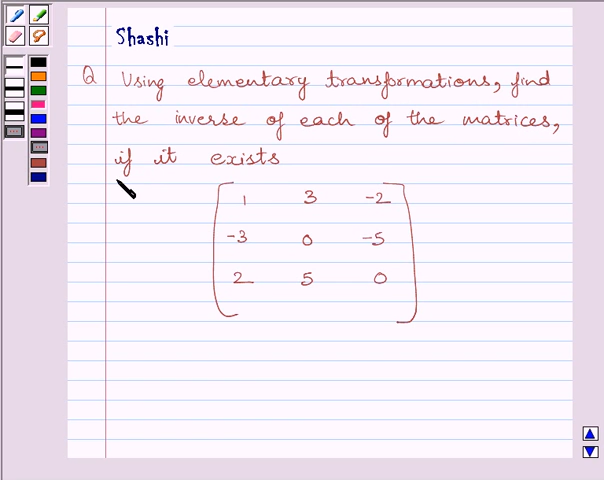 Shashi
Q Using elementary transformations, find
the inverse of each of the matrices,
if it exists
1 3 -2
-3 0 -5
2 5 0